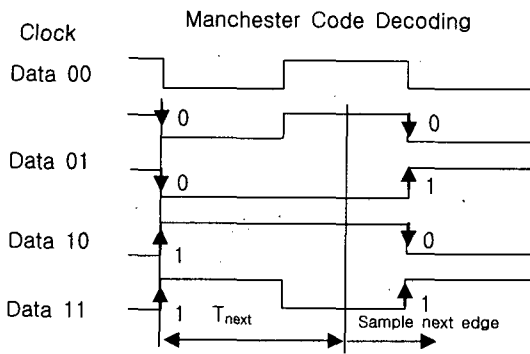 Manchester Code Decoding
Clock
Data 00
0
0
Data 01
0
1
Data 10
1
0
Data 11
1
Tnext
1
Sample next edge